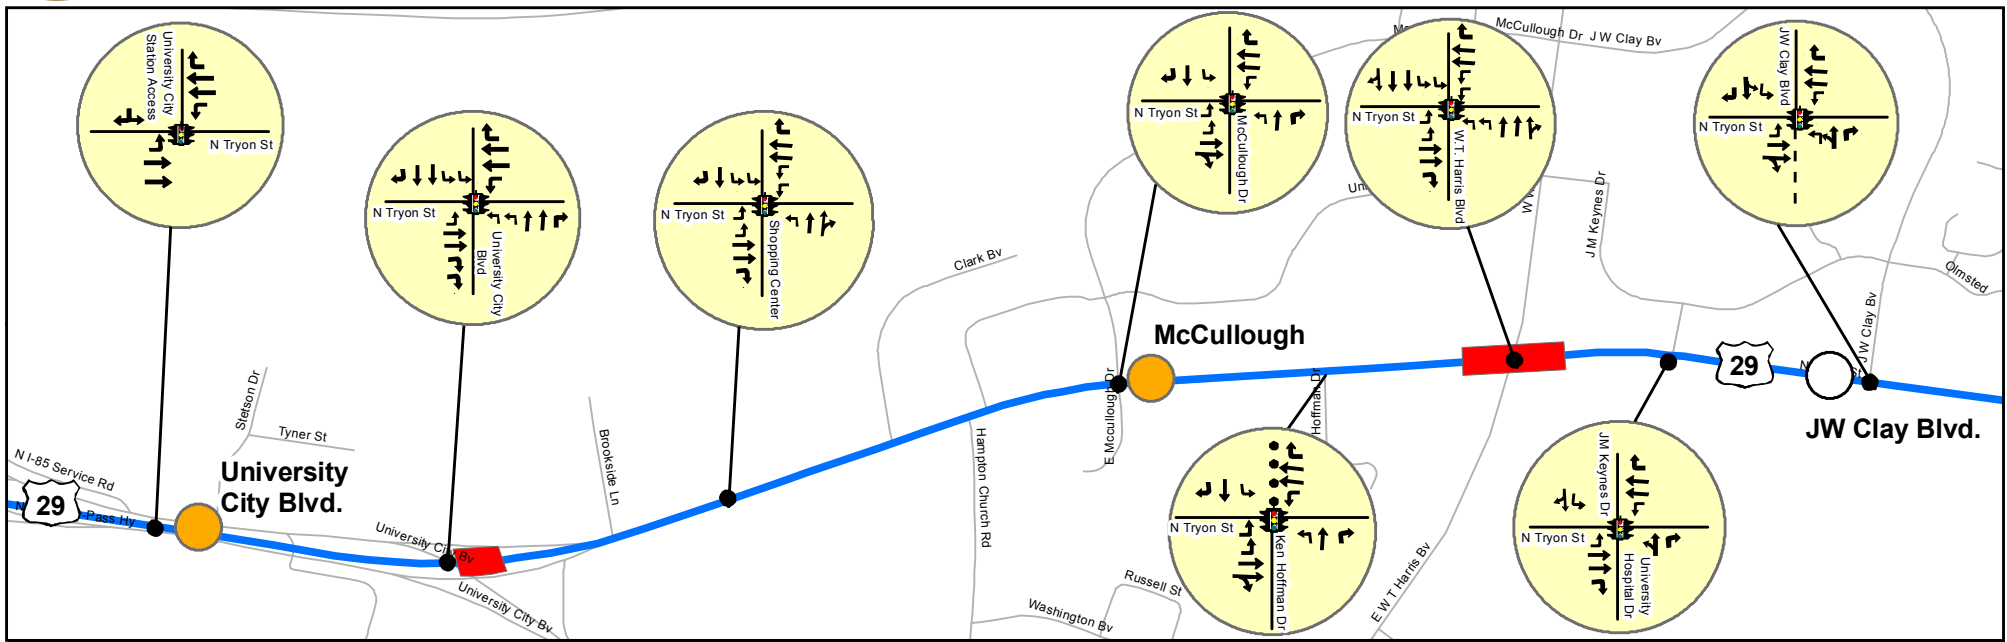 University City
Station Access
N Tryon St
N Tryon St
University City
Blvd
N Tryon St
Shopping Center
N Tryon St
McCullough Dr
N Tryon St
W.T. Harris Blvd
JW Clay Blvd
N Tryon St
McCullough Dr
J W Clay Bv
J M Keynes Dr
Olmsted
J W Clay Bv
Clark Bv
McCullough
E Mccullough Dr
Hoffman Dr
29
JW Clay Blvd.
Stetson Dr
Tyner St
Brookside Ln
Hampton Church Rd
N I-85 Service Rd
29
-Pass Hy
University
City Blvd.
University City Bv
University City Bv
N Tryon St
Ken Hoffman Dr
JM Keynes Dr
N Tryon St
University
Hospital Dr
Russell St
Washington Bv
E W T Harris Bv